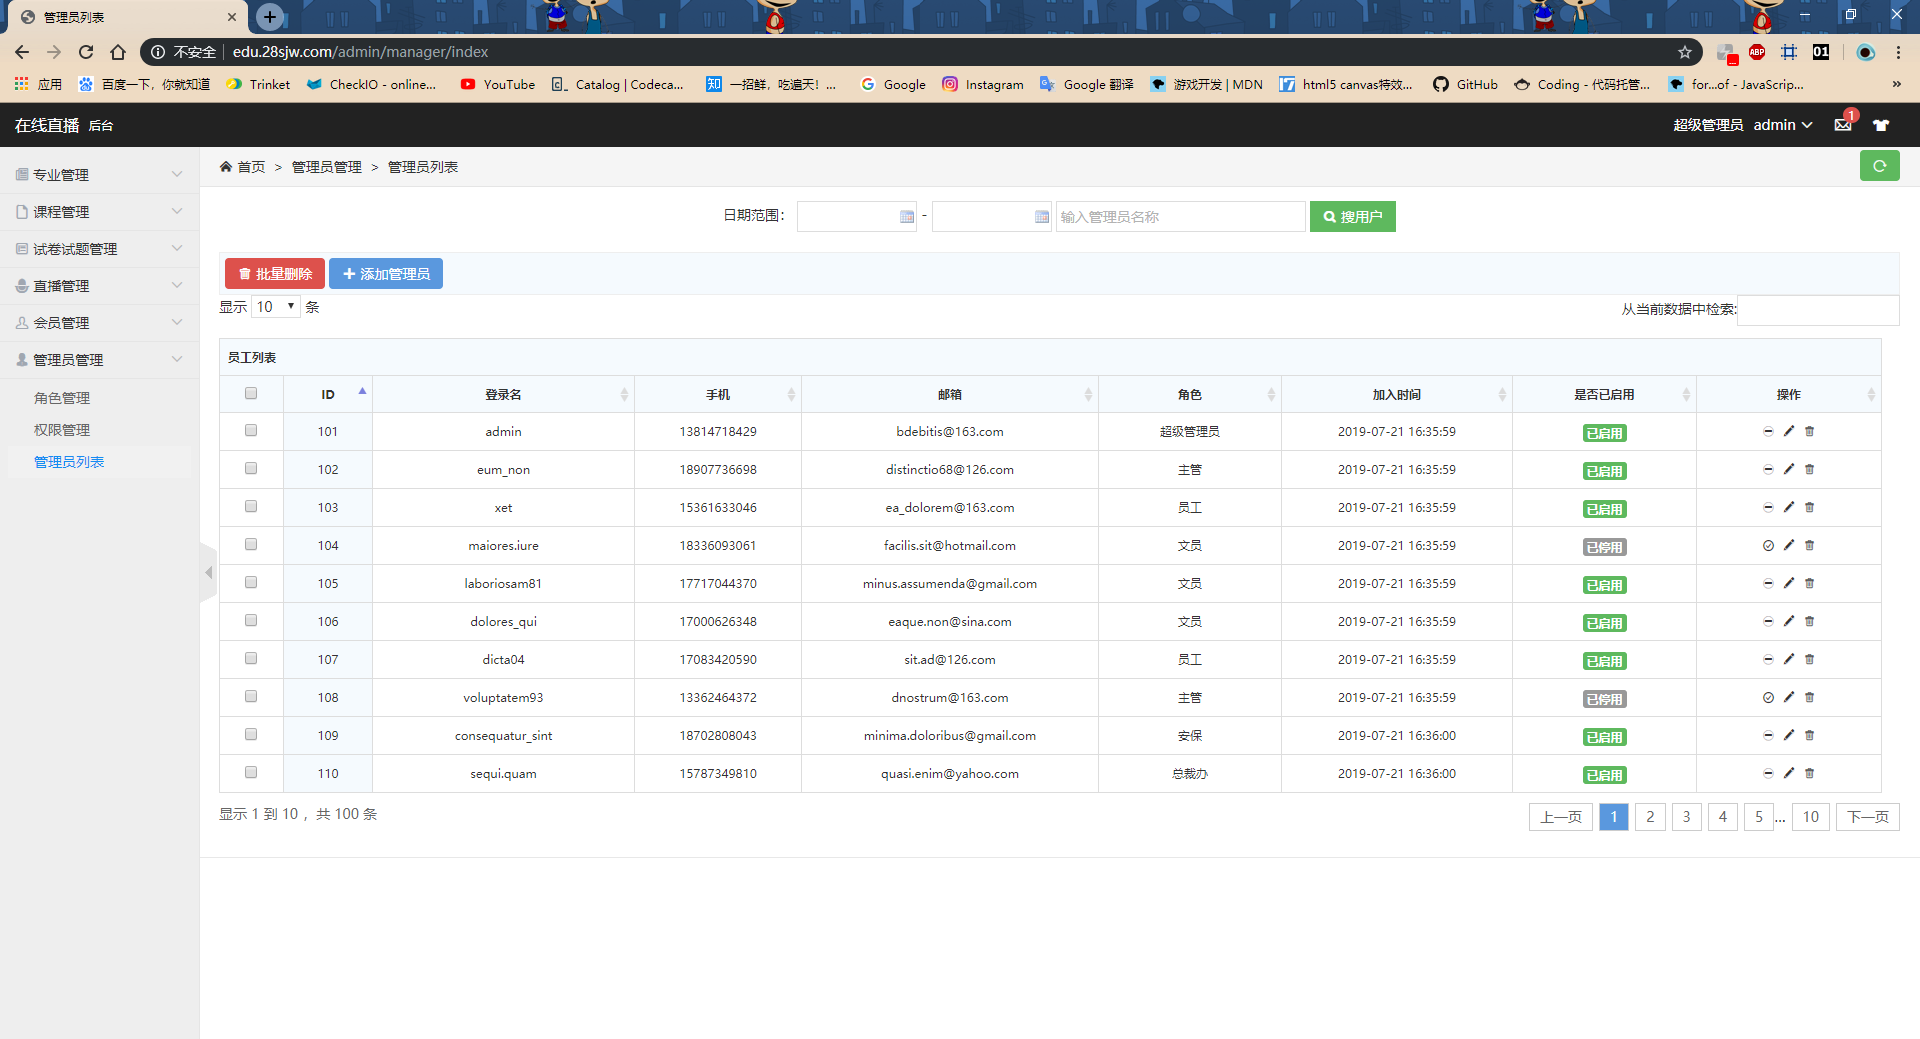 管理员列表
不安全 edu.28sjw.com/admin/manager/index
ABP 01
应用 百度一下，你就知道 Trinket CheckIO - online... YouTube Catalog | Codeca... 知 一招鲜，吃遍天！... Google Instagram Google 翻译 游戏开发 | MDN html5 canvas特效... GitHub Coding - 代码托管... for...of - JavaScrip... »
在线直播 后台 超级管理员 admin 1
专业管理
课程管理
试卷试题管理
直播管理
会员管理
管理员管理
角色管理
权限管理
管理员列表
首页 > 管理员管理 > 管理员列表
日期范围： - 输入管理员名称 搜用户
批量删除 添加管理员
显示 10 条 从当前数据中检索:
员工列表
ID 登录名 手机 邮箱 角色 加入时间 是否已启用 操作
101 admin 13814718429 bdebitis@163.com 超级管理员 2019-07-21 16:35:59 已启用
102 eum_non 18907736698 distinctio68@126.com 主管 2019-07-21 16:35:59 已启用
103 xet 15361633046 ea_dolorem@163.com 员工 2019-07-21 16:35:59 已启用
104 maiores.iure 18336093061 facilis.sit@hotmail.com 文员 2019-07-21 16:35:59 已停用
105 laboriosam81 17717044370 minus.assumenda@gmail.com 文员 2019-07-21 16:35:59 已启用
106 dolores_qui 17000626348 eaque.non@sina.com 文员 2019-07-21 16:35:59 已启用
107 dicta04 17083420590 sit.ad@126.com 员工 2019-07-21 16:35:59 已启用
108 voluptatem93 13362464372 dnostrum@163.com 主管 2019-07-21 16:35:59 已停用
109 consequatur_sint 18702808043 minima.doloribus@gmail.com 安保 2019-07-21 16:36:00 已启用
110 sequi.quam 15787349810 quasi.enim@yahoo.com 总裁办 2019-07-21 16:36:00 已启用
显示 1 到 10 ，共 100 条 上一页 1 2 3 4 5 ... 10 下一页